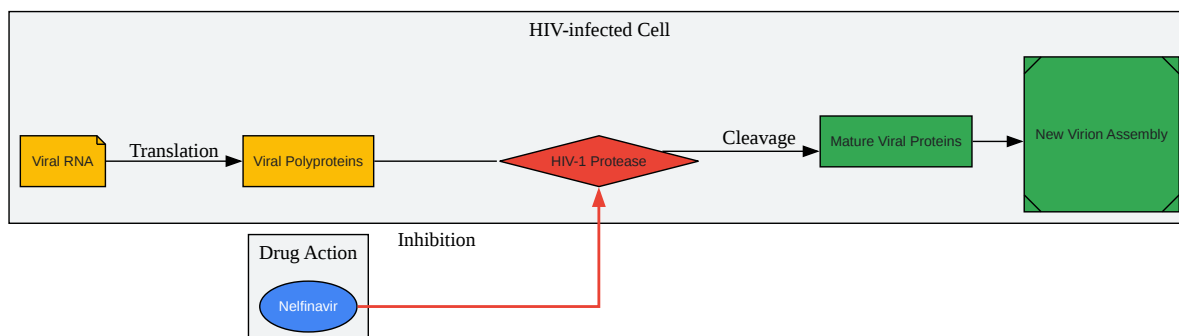 HIV-infected Cell
Viral RNA
Translation
Viral Polyproteins
HIV-1 Protease
Cleavage
Mature Viral Proteins
New Virion Assembly
Inhibition
Drug Action
Nelfinavir